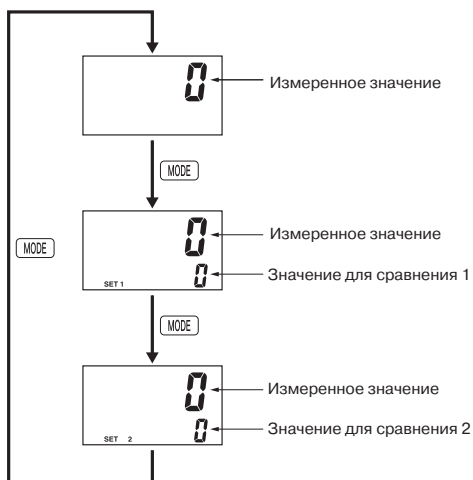 0
Измеренное значение
MODE
0
Измеренное значение
MODE
SET 1
0
Значение для сравнения 1
MODE
0
Измеренное значение
SET 2
0
Значение для сравнения 2